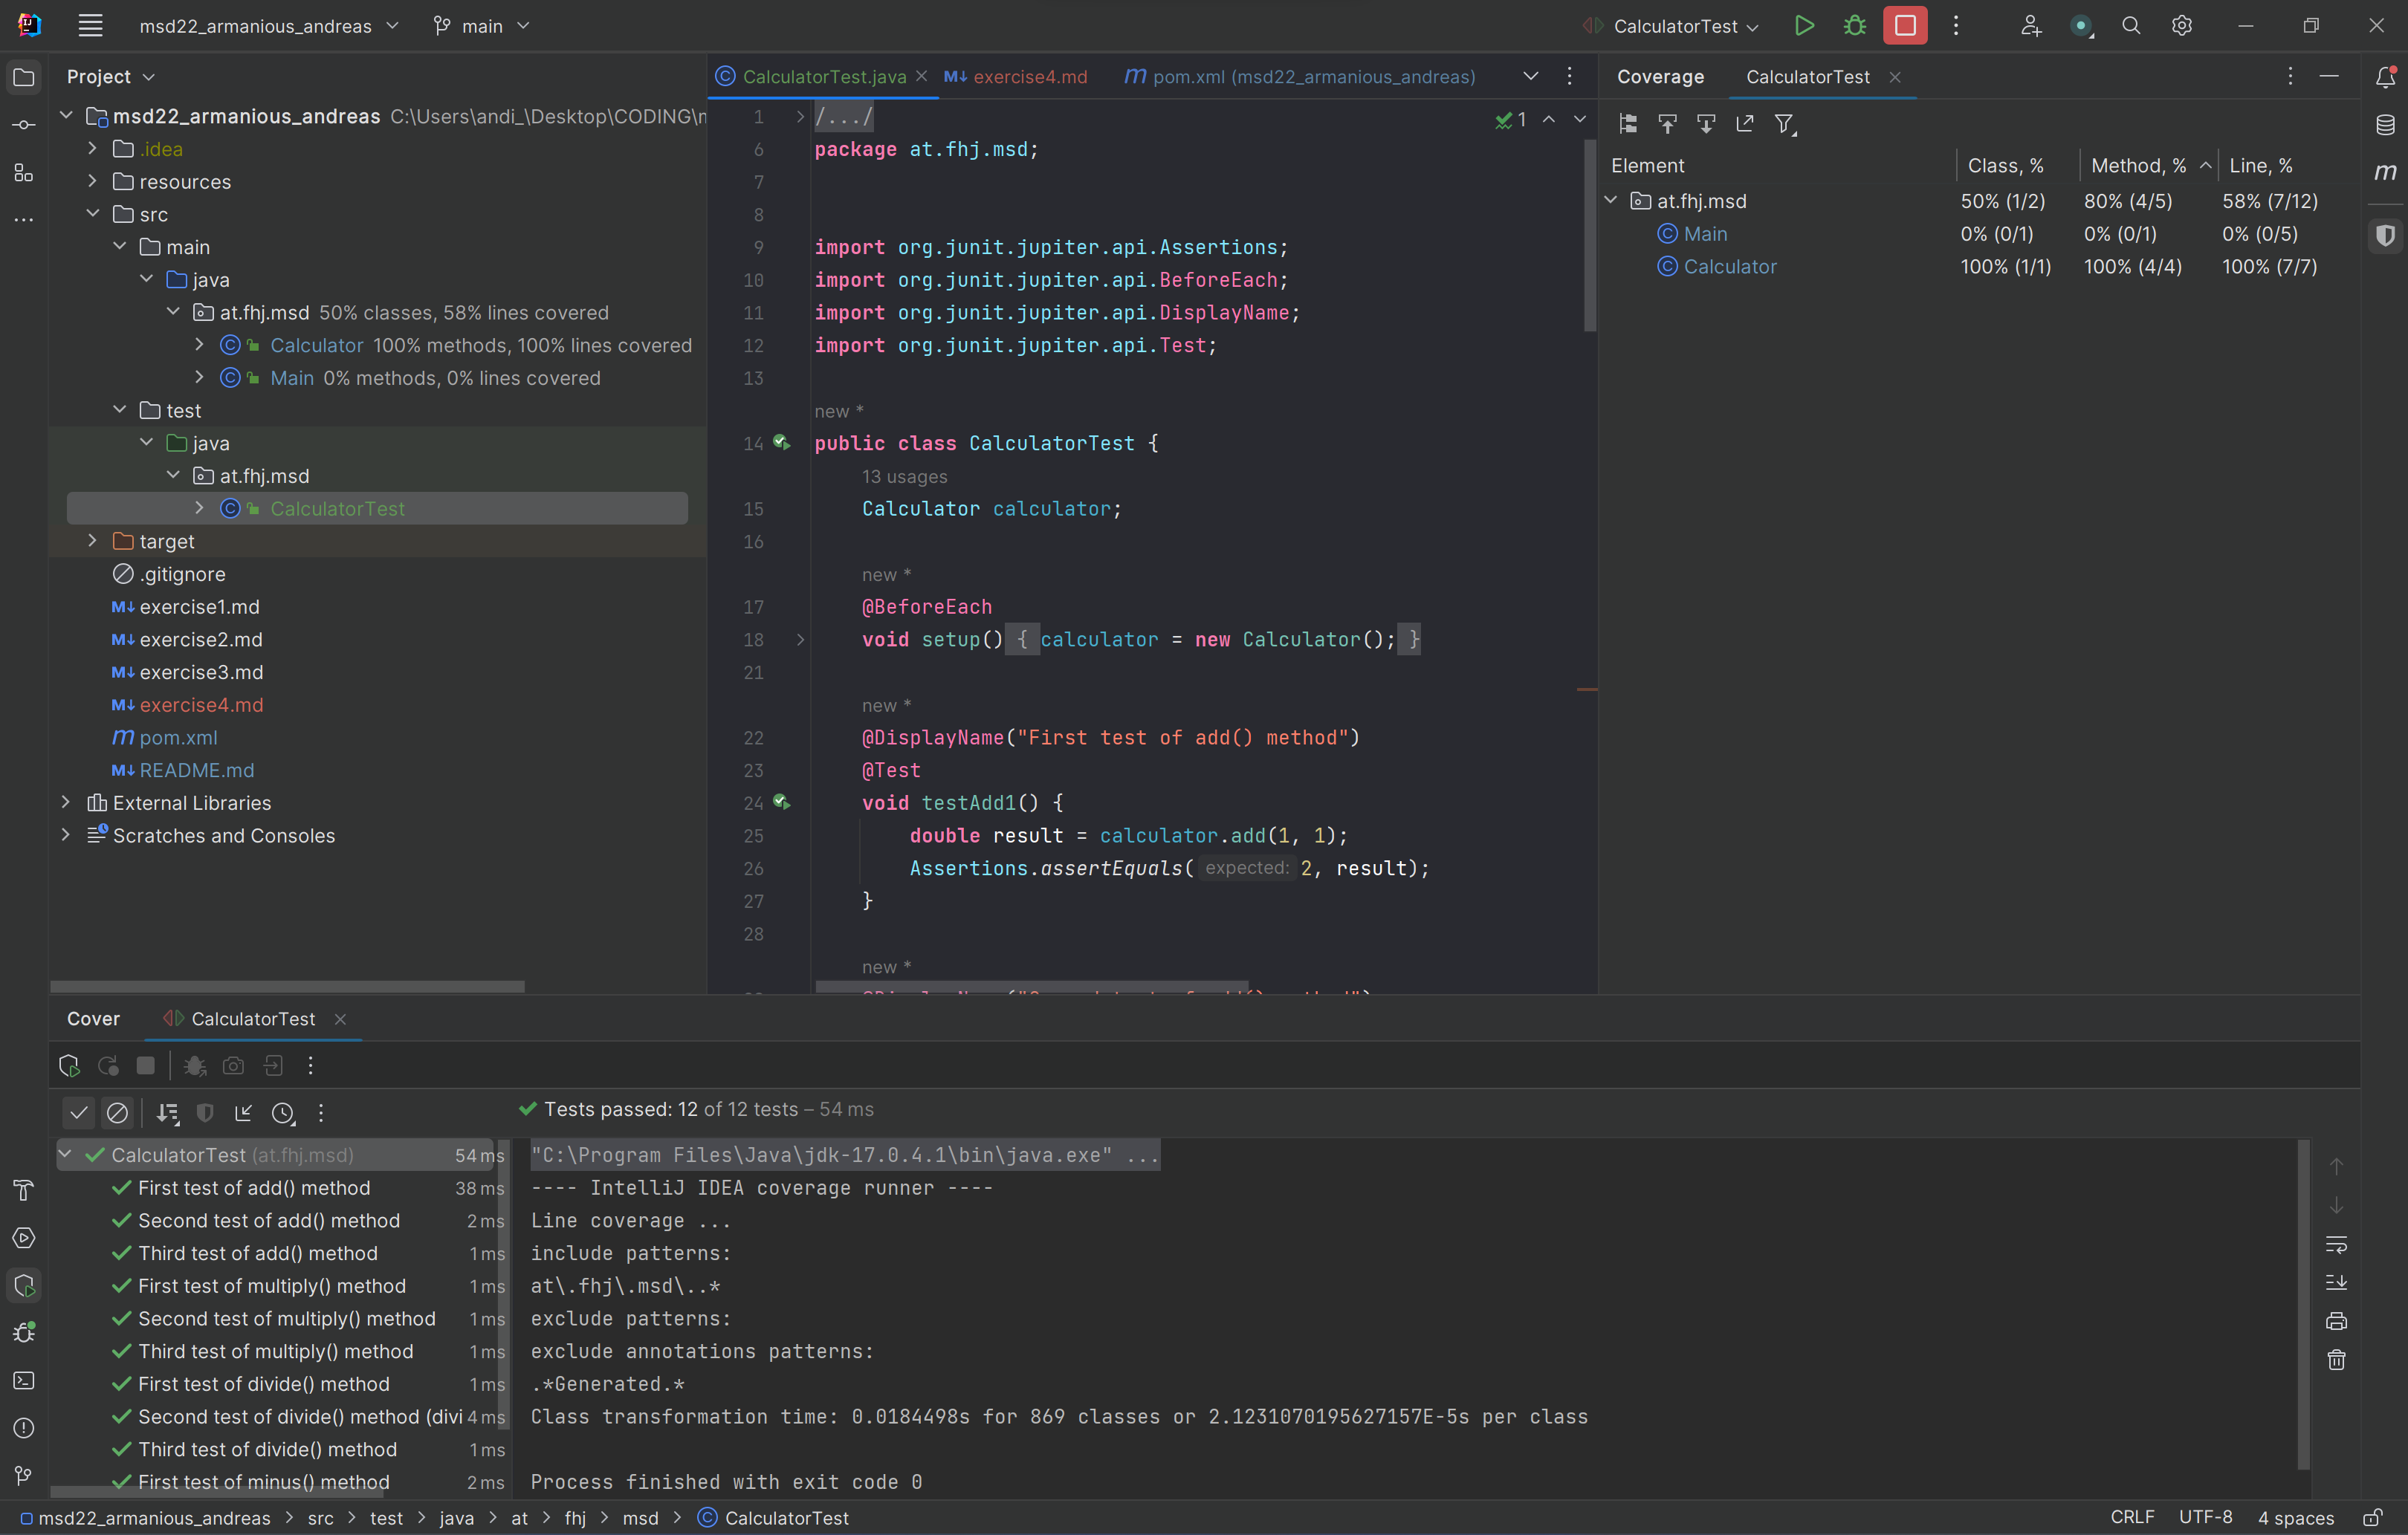 msd22_armanious_andreas main CalculatorTest
Project
msd22_armanious_andreas C:\Users\andi_\Desktop\CODING\
.idea
resources
src
main
java
at.fhj.msd 50% classes, 58% lines covered
Calculator 100% methods, 100% lines covered
Main 0% methods, 0% lines covered
test
java
at.fhj.msd
CalculatorTest
target
.gitignore
M↓ exercise1.md
M↓ exercise2.md
M↓ exercise3.md
M↓ exercise4.md
m pom.xml
M↓ README.md
External Libraries
Scratches and Consoles
CalculatorTest.java M↓ exercise4.md m pom.xml (msd22_armanious_andreas)
1 /.../ 1
6 package at.fhj.msd;
7
8
9 import org.junit.jupiter.api.Assertions;
10 import org.junit.jupiter.api.BeforeEach;
11 import org.junit.jupiter.api.DisplayName;
12 import org.junit.jupiter.api.Test;
13
new *
14 public class CalculatorTest {
13 usages
15 Calculator calculator;
16
new *
17 @BeforeEach
18 void setup() { calculator = new Calculator(); }
21
new *
22 @DisplayName("First test of add() method")
23 @Test
24 void testAdd1() {
25 double result = calculator.add(1, 1);
26 Assertions.assertEquals( expected: 2, result);
27 }
28
new *
Coverage CalculatorTest
Element Class, % Method, % Line, %
at.fhj.msd 50% (1/2) 80% (4/5) 58% (7/12)
Main 0% (0/1) 0% (0/1) 0% (0/5)
Calculator 100% (1/1) 100% (4/4) 100% (7/7)
m
Cover CalculatorTest
Tests passed: 12 of 12 tests – 54 ms
CalculatorTest (at.fhj.msd) 54 ms
First test of add() method 38 ms
Second test of add() method 2 ms
Third test of add() method 1 ms
First test of multiply() method 1 ms
Second test of multiply() method 1 ms
Third test of multiply() method 1 ms
First test of divide() method 1 ms
Second test of divide() method (divi 4 ms
Third test of divide() method 1 ms
First test of minus() method 2 ms
"C:\Program Files\Java\jdk-17.0.4.1\bin\java.exe" ...
---- IntelliJ IDEA coverage runner ----
Line coverage ...
include patterns:
at\.fhj\.msd\..*
exclude patterns:
exclude annotations patterns:
.*Generated.*
Class transformation time: 0.0184498s for 869 classes or 2.1231070195627157E-5s per class
Process finished with exit code 0
msd22_armanious_andreas > src > test > java > at > fhj > msd > CalculatorTest CRLF UTF-8 4 spaces